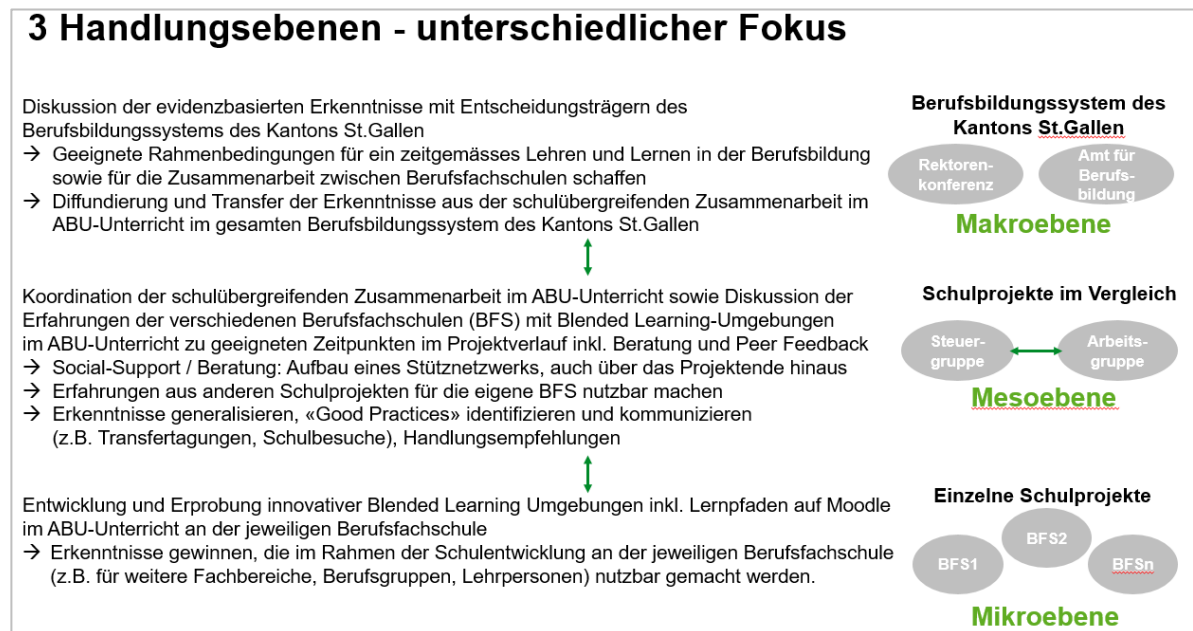 3 Handlungsebenen - unterschiedlicher Fokus
Diskussion der evidenzbasierten Erkenntnisse mit Entscheidungsträgern des
Berufsbildungssystems des Kantons St.Gallen
→ Geeignete Rahmenbedingungen für ein zeitgemässes Lehren und Lernen in der Berufsbildung
sowie für die Zusammenarbeit zwischen Berufsfachschulen schaffen
→ Diffundierung und Transfer der Erkenntnisse aus der schulübergreifenden Zusammenarbeit im
ABU-Unterricht im gesamten Berufsbildungssystem des Kantons St.Gallen
Berufsbildungssystem des
Kantons St.Gallen
Rektoren-
konferenz
Amt für
Berufs-
bildung
Makroebene
Koordination der schulübergreifenden Zusammenarbeit im ABU-Unterricht sowie Diskussion der
Erfahrungen der verschiedenen Berufsfachschulen (BFS) mit Blended Learning-Umgebungen
im ABU-Unterricht zu geeigneten Zeitpunkten im Projektverlauf inkl. Beratung und Peer Feedback
→ Social-Support / Beratung: Aufbau eines Stütznetzwerks, auch über das Projektende hinaus
→ Erfahrungen aus anderen Schulprojekten für die eigene BFS nutzbar machen
→ Erkenntnisse generalisieren, «Good Practices» identifizieren und kommunizieren
(z.B. Transfertagungen, Schulbesuche), Handlungsempfehlungen
Schulprojekte im Vergleich
Steuer-
gruppe
Arbeits-
gruppe
Mesoebene
Entwicklung und Erprobung innovativer Blended Learning Umgebungen inkl. Lernpfaden auf Moodle
im ABU-Unterricht an der jeweiligen Berufsfachschule
→ Erkenntnisse gewinnen, die im Rahmen der Schulentwicklung an der jeweiligen Berufsfachschule
(z.B. für weitere Fachbereiche, Berufsgruppen, Lehrpersonen) nutzbar gemacht werden.
Einzelne Schulprojekte
BFS1
BFS2
BFSn
Mikroebene